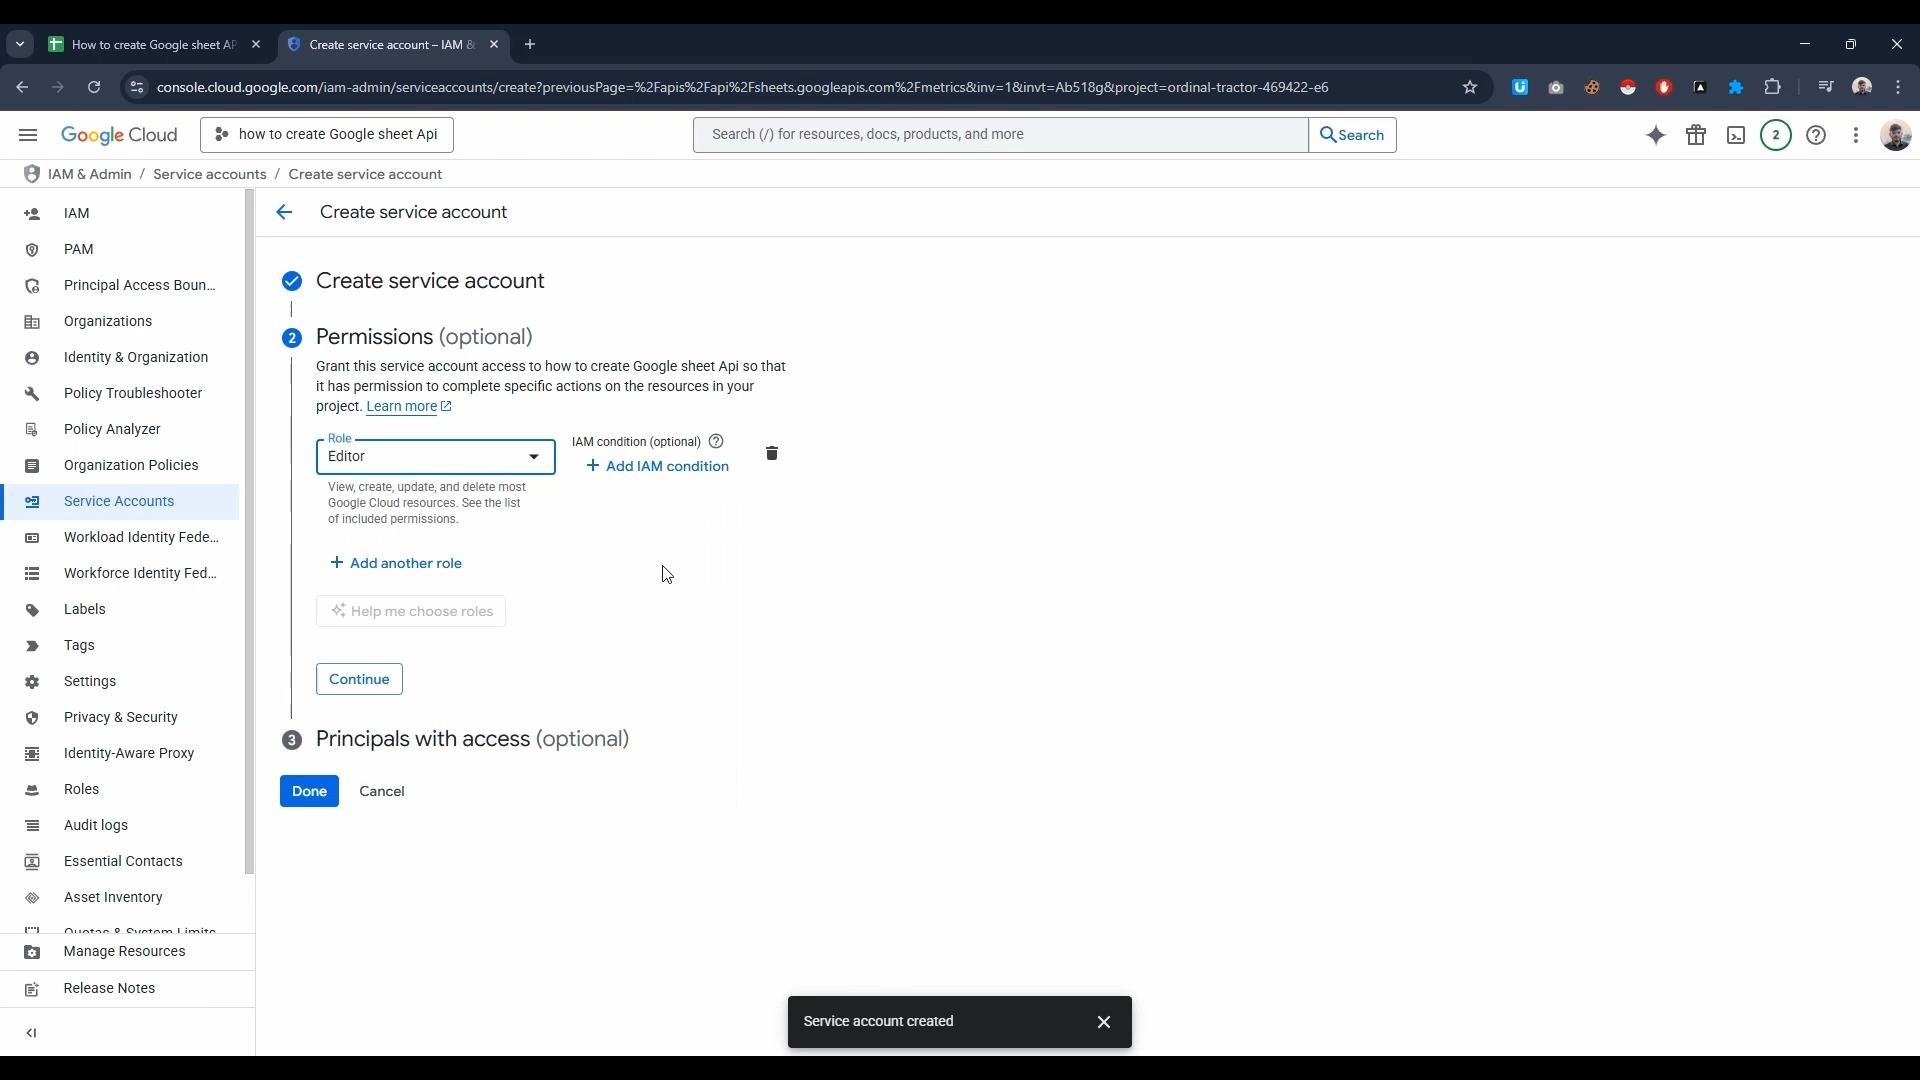 How to create Google sheet AP
Create service account – IAM &
console.cloud.google.com/iam-admin/serviceaccounts/create?previousPage=%2Fapis%2Fapi%2Fsheets.googleapis.com%2Fmetrics&inv=1&invt=Ab518g&project=ordinal-tractor-469422-e6
Google Cloud
how to create Google sheet Api
Search (/) for resources, docs, products, and more
Search
2
IAM & Admin / Service accounts / Create service account
IAM
PAM
Principal Access Boun...
Organizations
Identity & Organization
Policy Troubleshooter
Policy Analyzer
Organization Policies
Service Accounts
Workload Identity Fede...
Workforce Identity Fed...
Labels
Tags
Settings
Privacy & Security
Identity-Aware Proxy
Roles
Audit logs
Essential Contacts
Asset Inventory
Quotas & System Limits
Manage Resources
Release Notes
Create service account
Create service account
2 Permissions (optional)
Grant this service account access to how to create Google sheet Api so that
it has permission to complete specific actions on the resources in your
project. Learn more
Role
Editor
IAM condition (optional)
+ Add IAM condition
View, create, update, and delete most
Google Cloud resources. See the list
of included permissions.
+ Add another role
Help me choose roles
Continue
3 Principals with access (optional)
Done
Cancel
Service account created